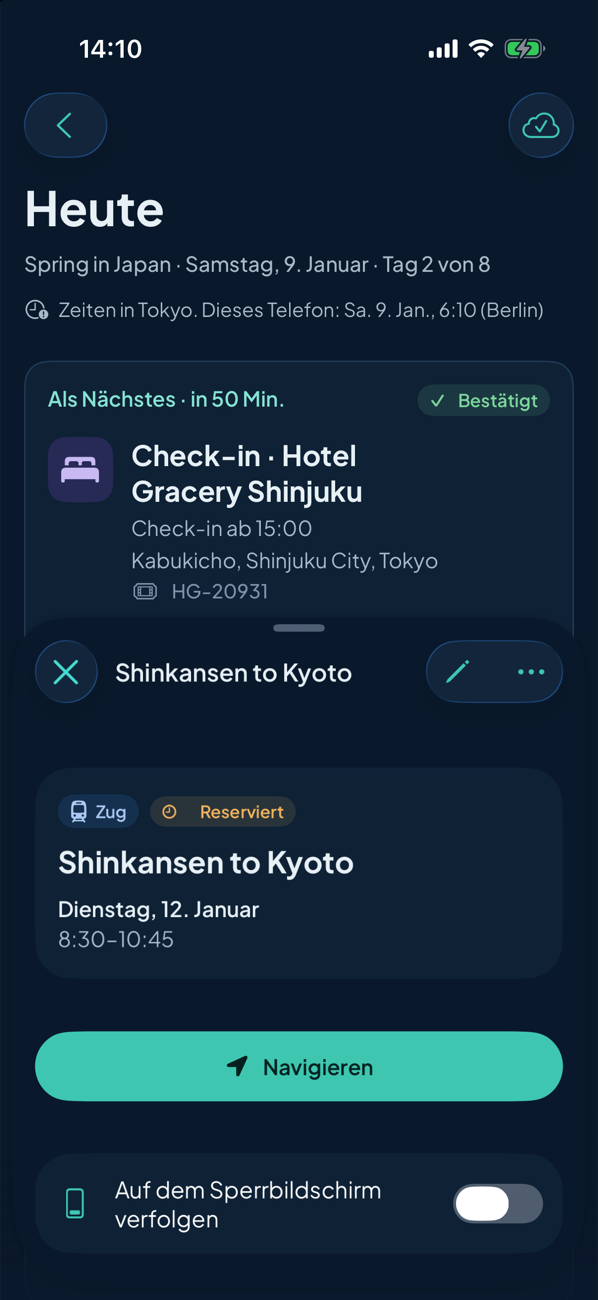 14:10
Heute
Spring in Japan · Samstag, 9. Januar · Tag 2 von 8
Zeiten in Tokyo. Dieses Telefon: Sa. 9. Jan., 6:10 (Berlin)
Als Nächstes · in 50 Min.
Bestätigt
Check-in · Hotel
Gracery Shinjuku
Check-in ab 15:00
Kabukicho, Shinjuku City, Tokyo
HG-20931
Shinkansen to Kyoto
Zug
Reserviert
Shinkansen to Kyoto
Dienstag, 12. Januar
8:30–10:45
Navigieren
Auf dem Sperrbildschirm
verfolgen